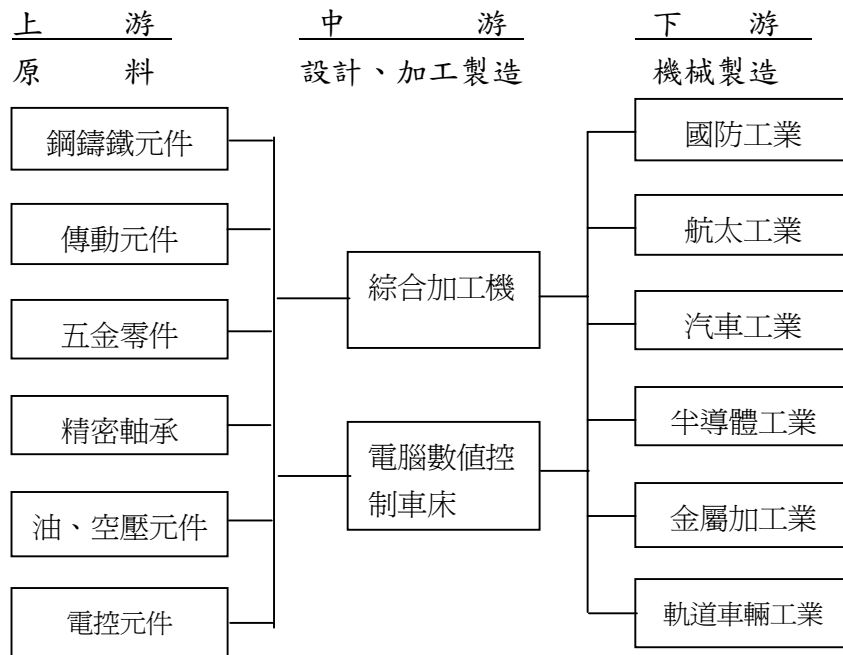 上游
原料
鋼鑄鐵元件
傳動元件
五金零件
精密軸承
油、空壓元件
電控元件
中游
設計、加工製造
綜合加工機
電腦數值控
制車床
下游
機械製造
國防工業
航太工業
汽車工業
半導體工業
金屬加工業
軌道車輛工業